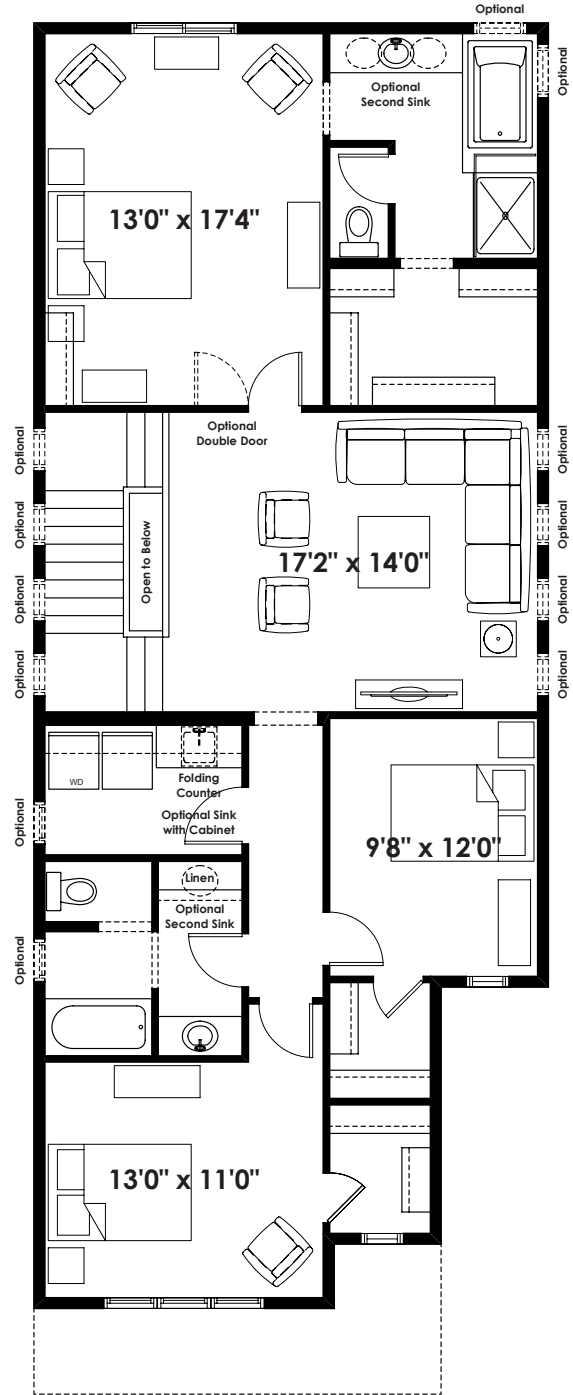 Optional
Optional
Optional
Second Sink
13'0" x 17'4"
Optional
Double Door
Optional
Optional
Optional
Optional
Open to Below
17'2" x 14'0"
Optional
Optional
Optional
Optional
WD
Folding
Counter
Optional Sink
with Cabinet
Optional
9'8" x 12'0"
Linen
Optional
Second Sink
Optional
13'0" x 11'0"